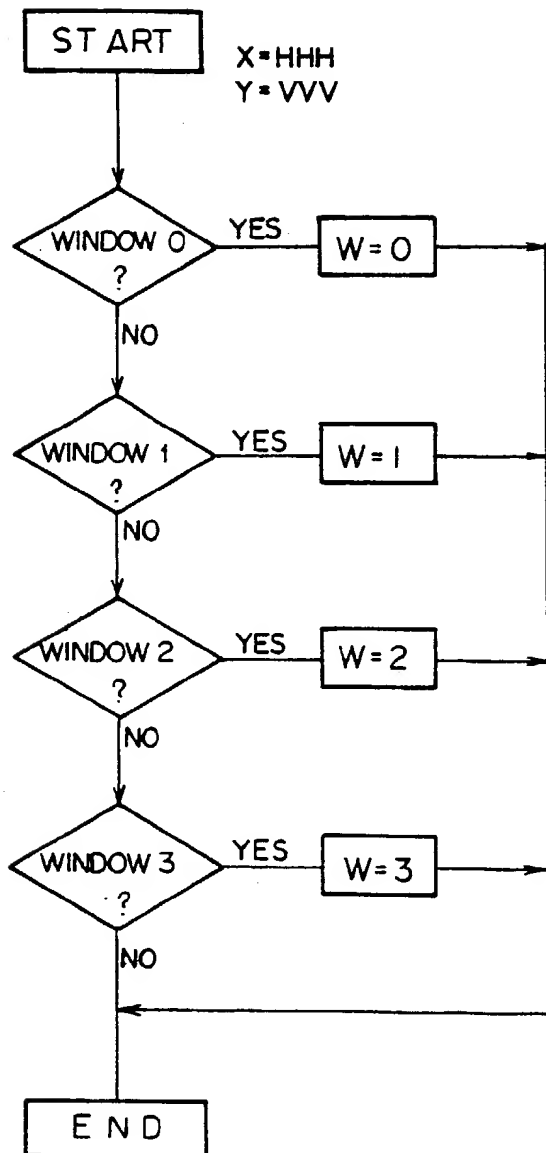 START
X=HHH
Y=VVV
WINDOW 0
?
YES
W=0
NO
WINDOW 1
?
YES
W=1
NO
WINDOW 2
?
YES
W=2
NO
WINDOW 3
?
YES
W=3
NO
END